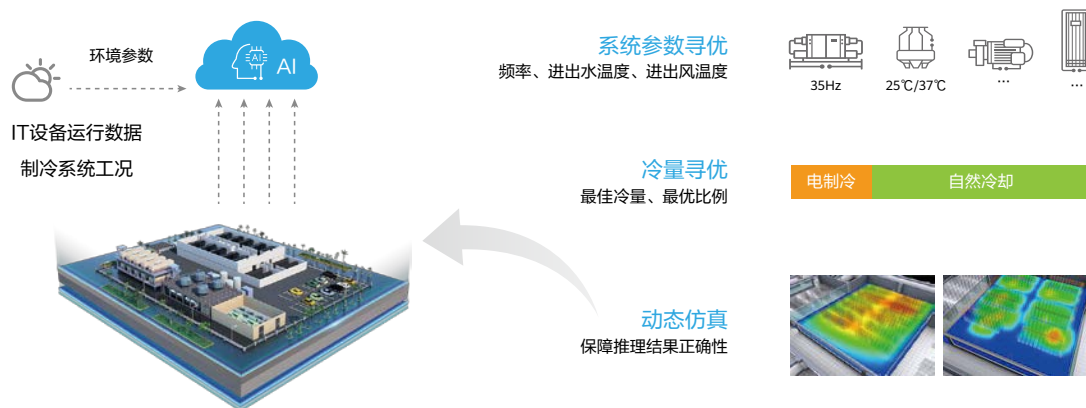 环境参数
AI
AI
IT设备运行数据
制冷系统工况
系统参数寻优
频率、进出水温度、进出风温度
35Hz
25℃/37℃
...
...
冷量寻优
最佳冷量、最优比例
电制冷
自然冷却
动态仿真
保障推理结果正确性